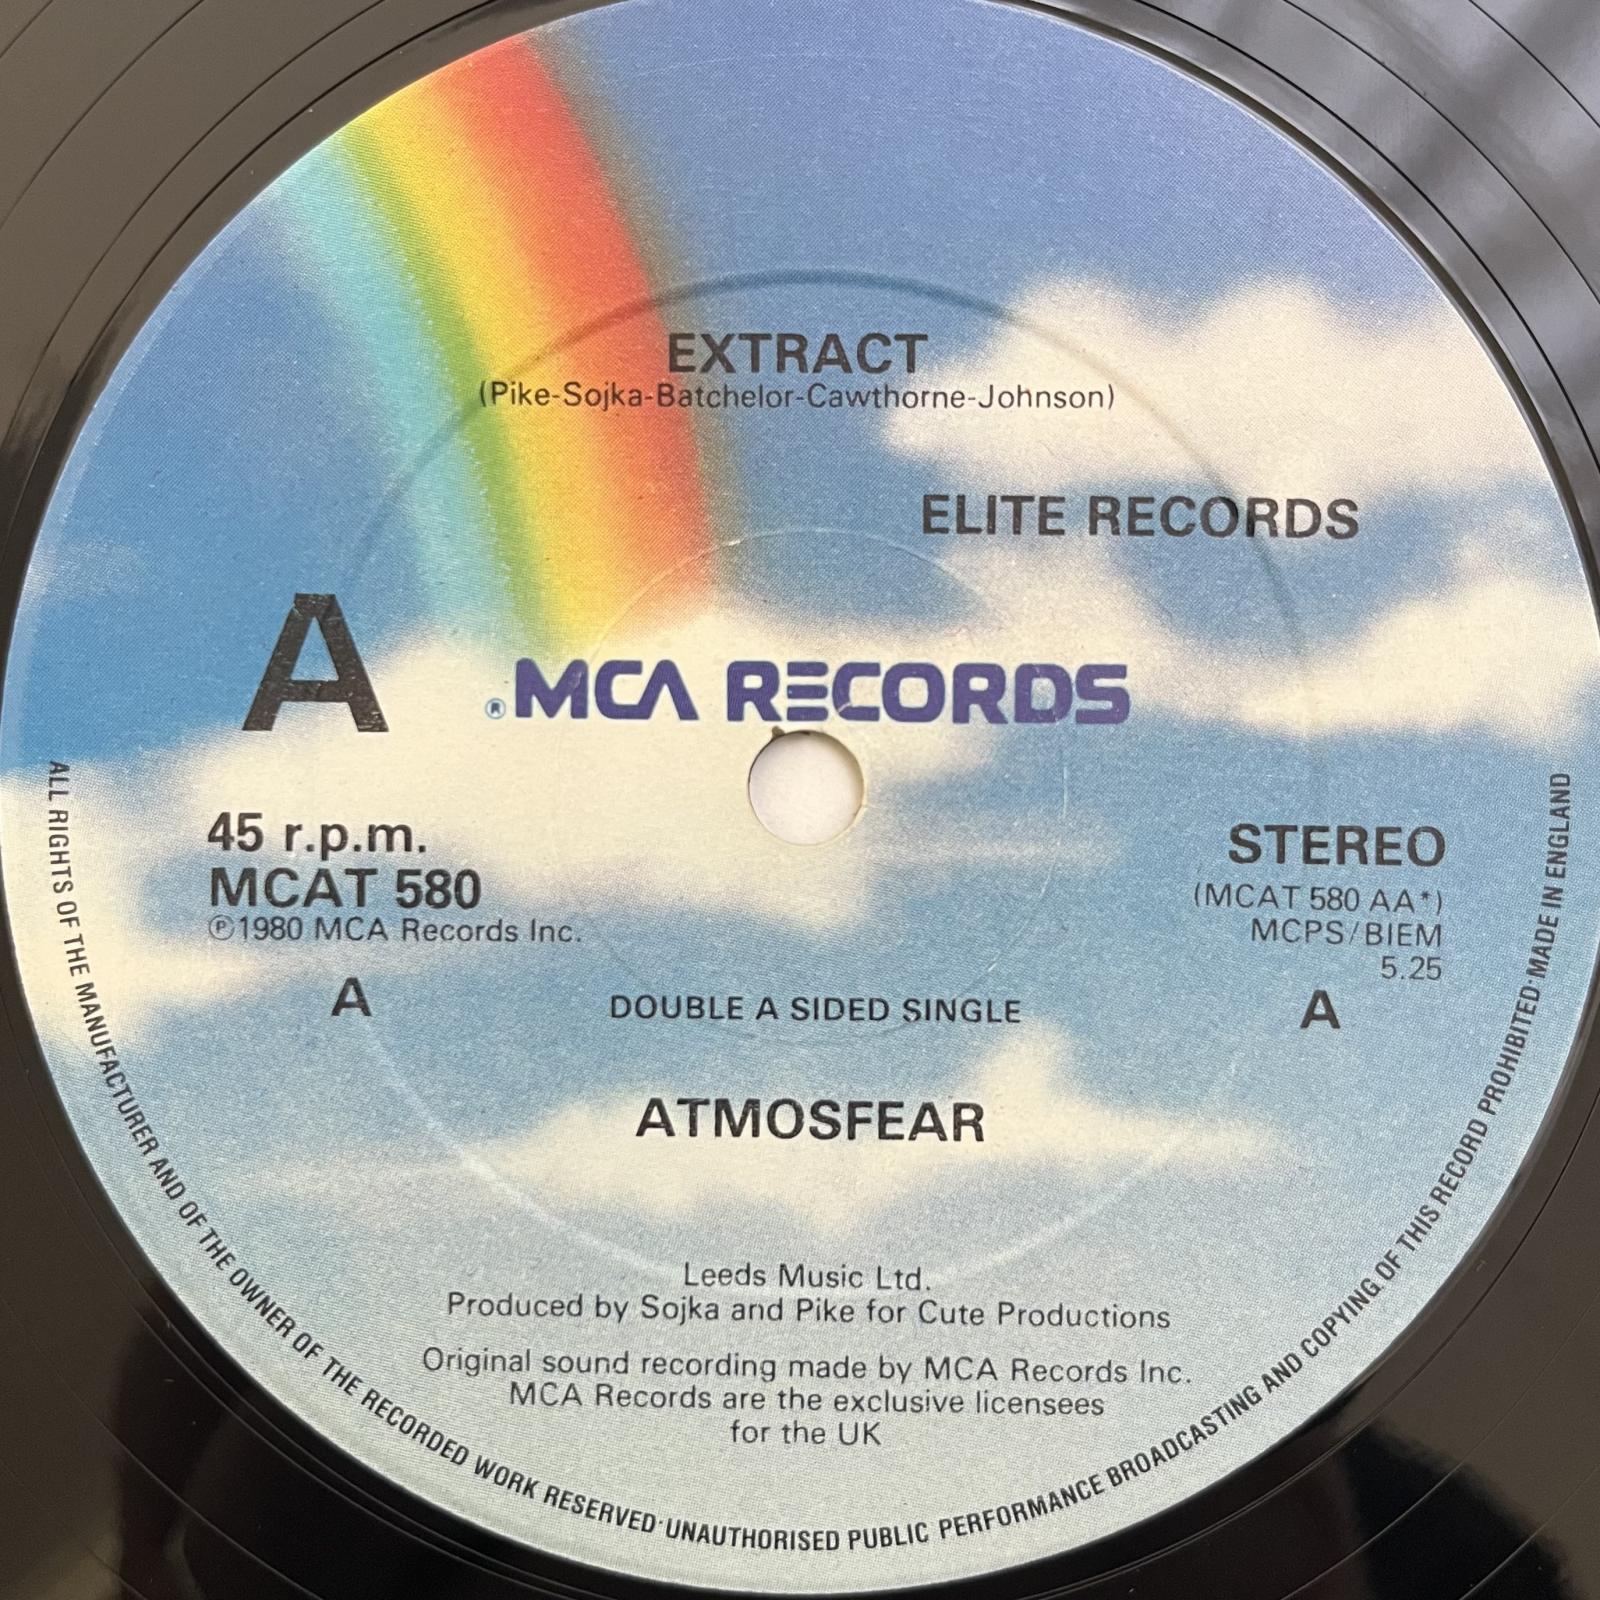 EXTRACT
(Pike-Sojka-Batchelor-Cawthorne-Johnson)
ELITE RECORDS
A
® MCA RECORDS
45 r.p.m.
MCAT 580
℗1980 MCA Records Inc.
STEREO
(MCAT 580 AA*)
MCPS/BIEM
5.25
A
DOUBLE A SIDED SINGLE
A
ATMOSFEAR
Leeds Music Ltd.
Produced by Sojka and Pike for Cute Productions
Original sound recording made by MCA Records Inc.
MCA Records are the exclusive licensees
for the UK
ALL RIGHTS OF THE MANUFACTURER AND OF THE OWNER OF THE RECORDED WORK RESERVED·UNAUTHORISED PUBLIC PERFORMANCE BROADCASTING AND COPYING OF THIS RECORD PROHIBITED·MADE IN ENGLAND